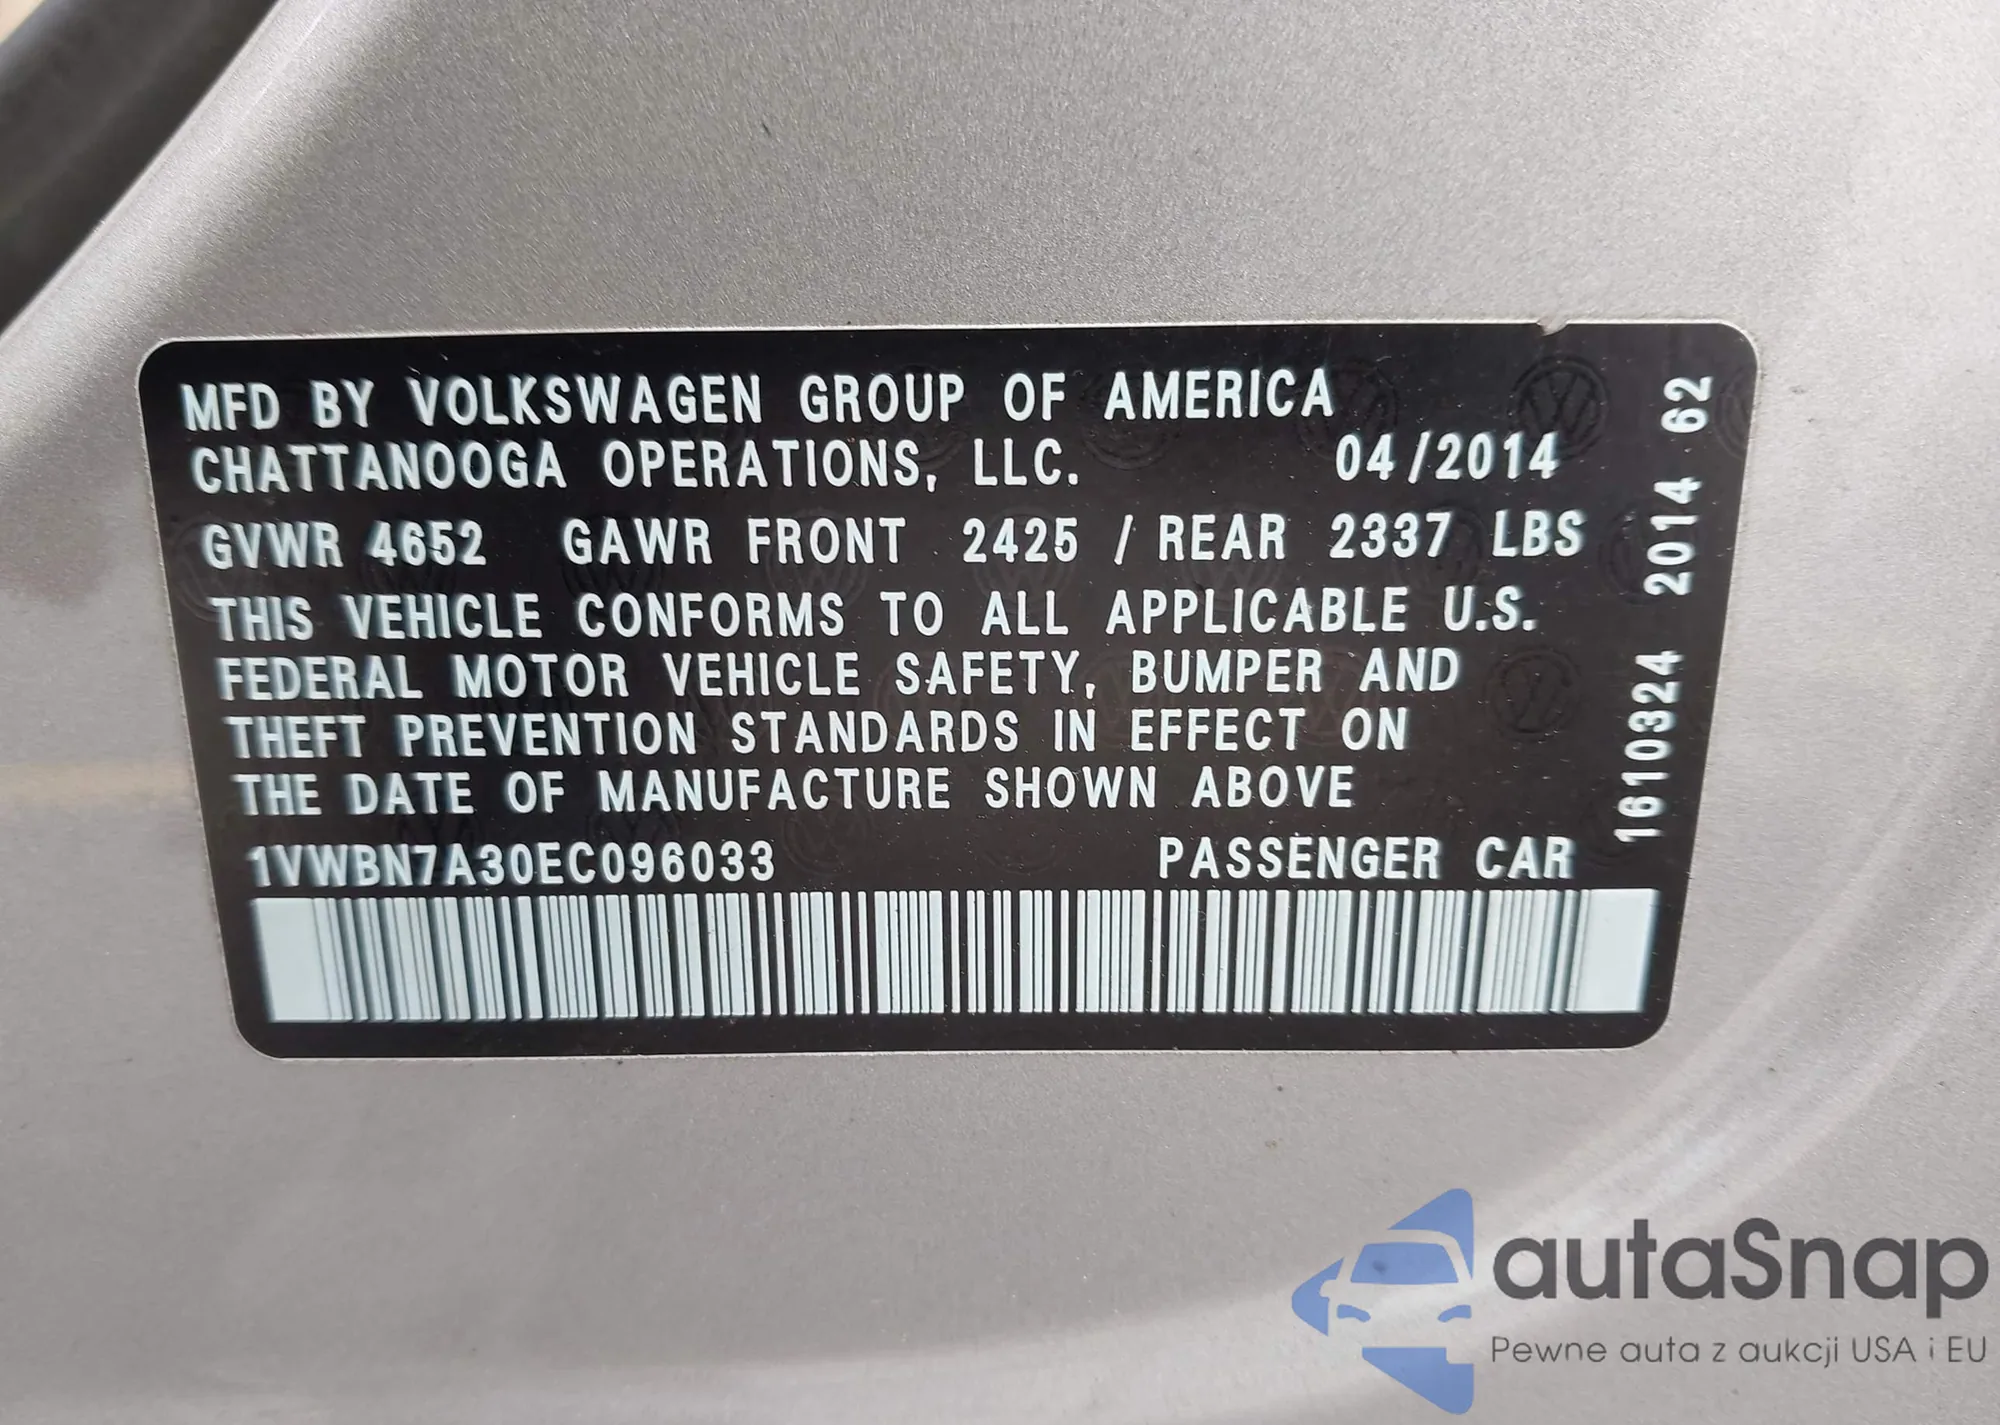 MFD BY VOLKSWAGEN GROUP OF AMERICA
CHATTANOOGA OPERATIONS, LLC. 04/2014
GVWR 4652 GAWR FRONT 2425 / REAR 2337 LBS
THIS VEHICLE CONFORMS TO ALL APPLICABLE U.S.
FEDERAL MOTOR VEHICLE SAFETY, BUMPER AND
THEFT PREVENTION STANDARDS IN EFFECT ON
THE DATE OF MANUFACTURE SHOWN ABOVE
1VWBN7A30EC096033 PASSENGER CAR
1610324 2014 62
autaSnap
Pewne auta z aukcji USA i EU